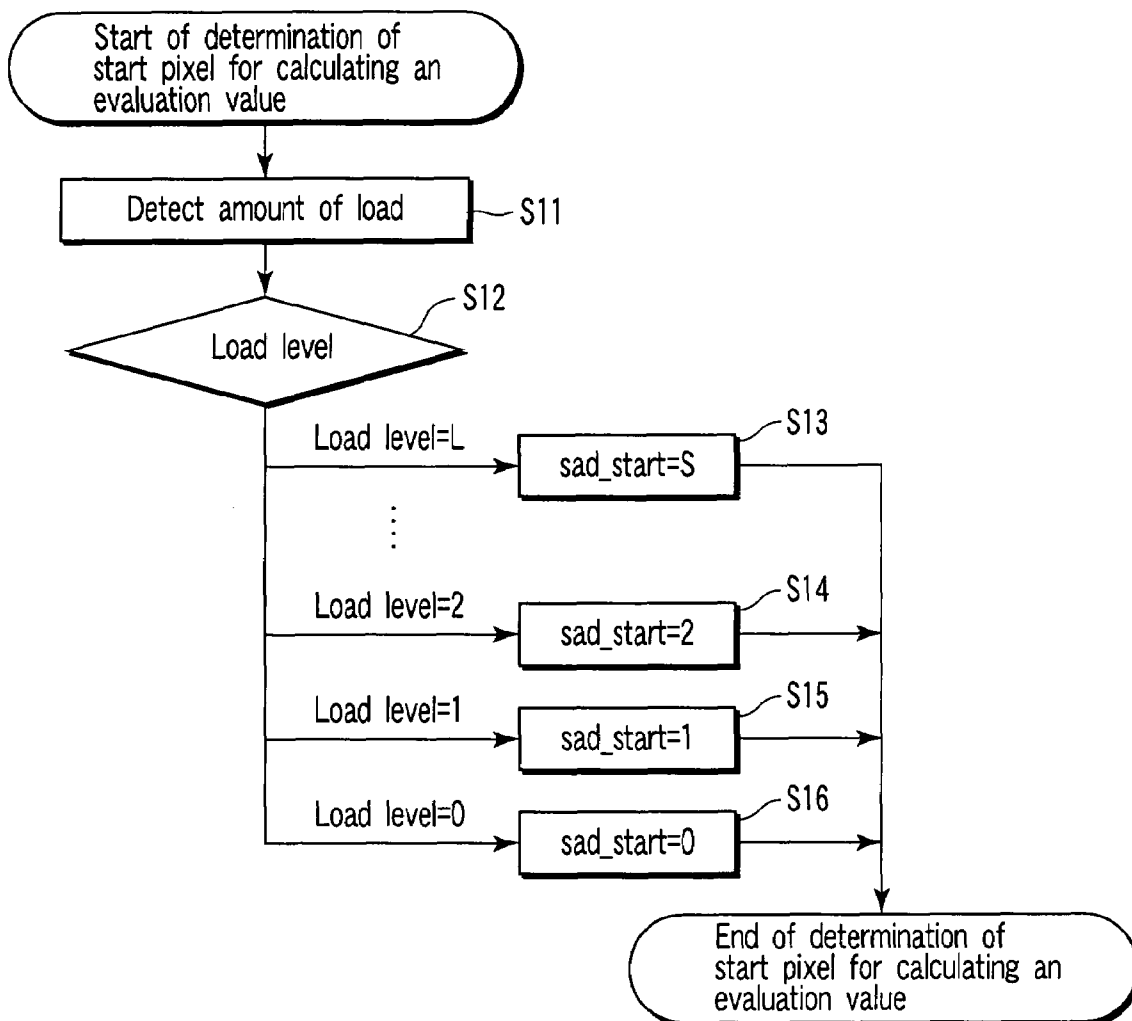 Start of determination of
start pixel for calculating an
evaluation value
Detect amount of load
S11
S12
Load level
Load level=L
sad_start=S
S13
Load level=2
sad_start=2
S14
Load level=1
sad_start=1
S15
Load level=0
sad_start=0
S16
End of determination of
start pixel for calculating an
evaluation value